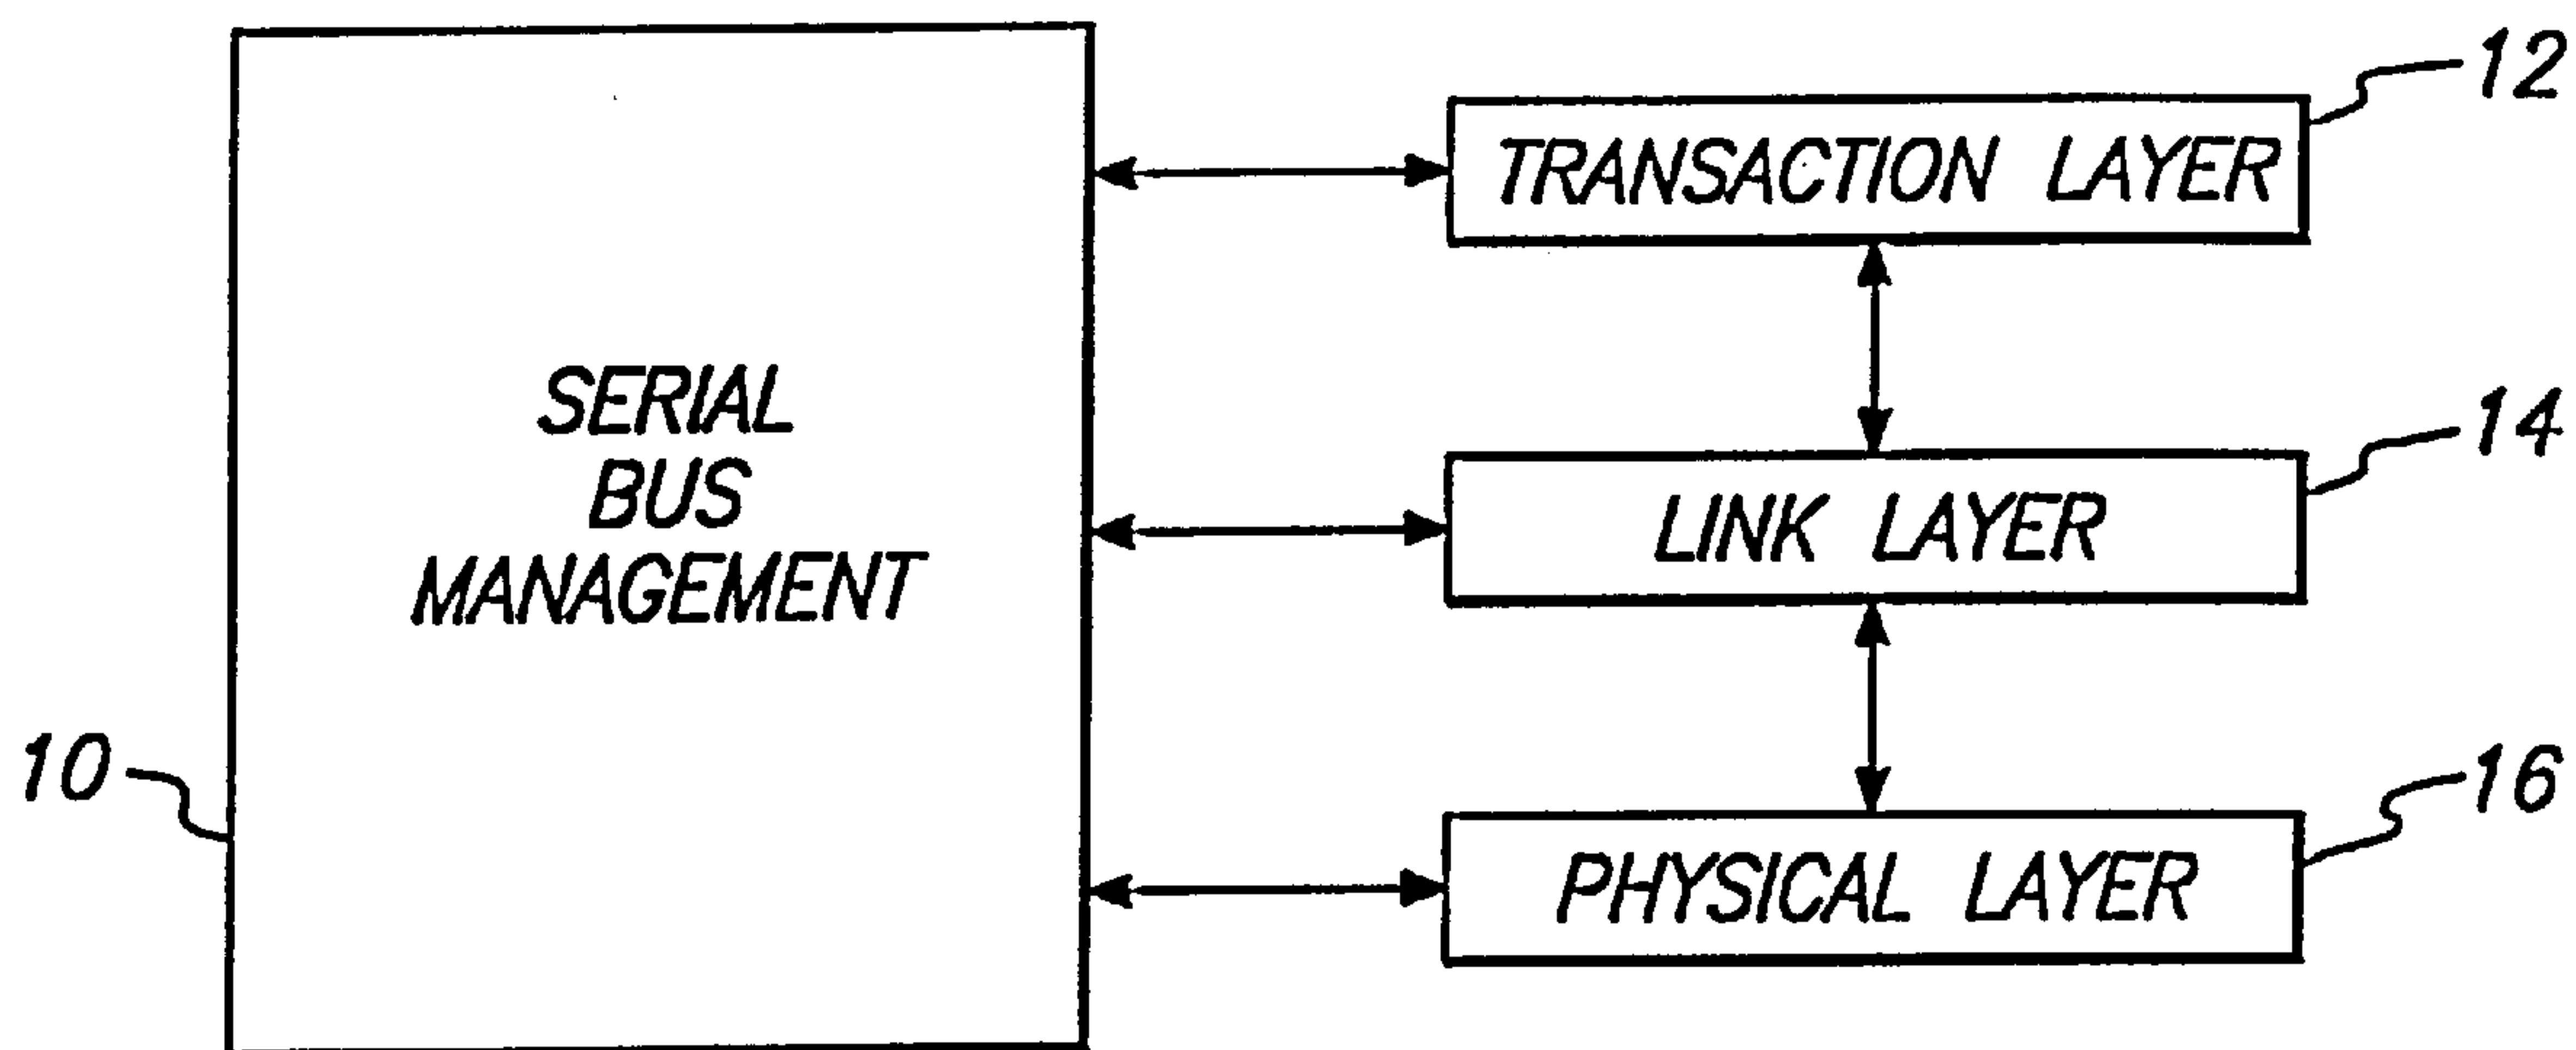 12
TRANSACTION LAYER
SERIAL
BUS
MANAGEMENT
14
LINK LAYER
10
16
PHYSICAL LAYER